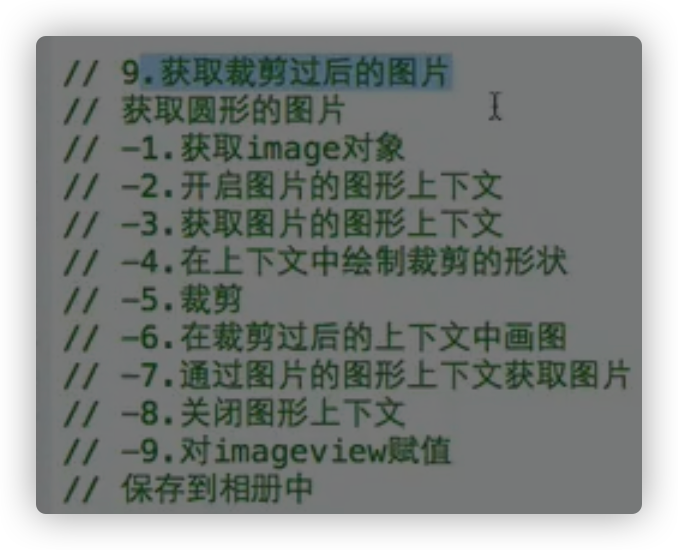 // 9.获取裁剪过后的图片
// 获取圆形的图片
// -1.获取image对象
// -2.开启图片的图形上下文
// -3.获取图片的图形上下文
// -4.在上下文中绘制裁剪的形状
// -5.裁剪
// -6.在裁剪过后的上下文中画图
// -7.通过图片的图形上下文获取图片
// -8.关闭图形上下文
// -9.对imageview赋值
// 保存到相册中